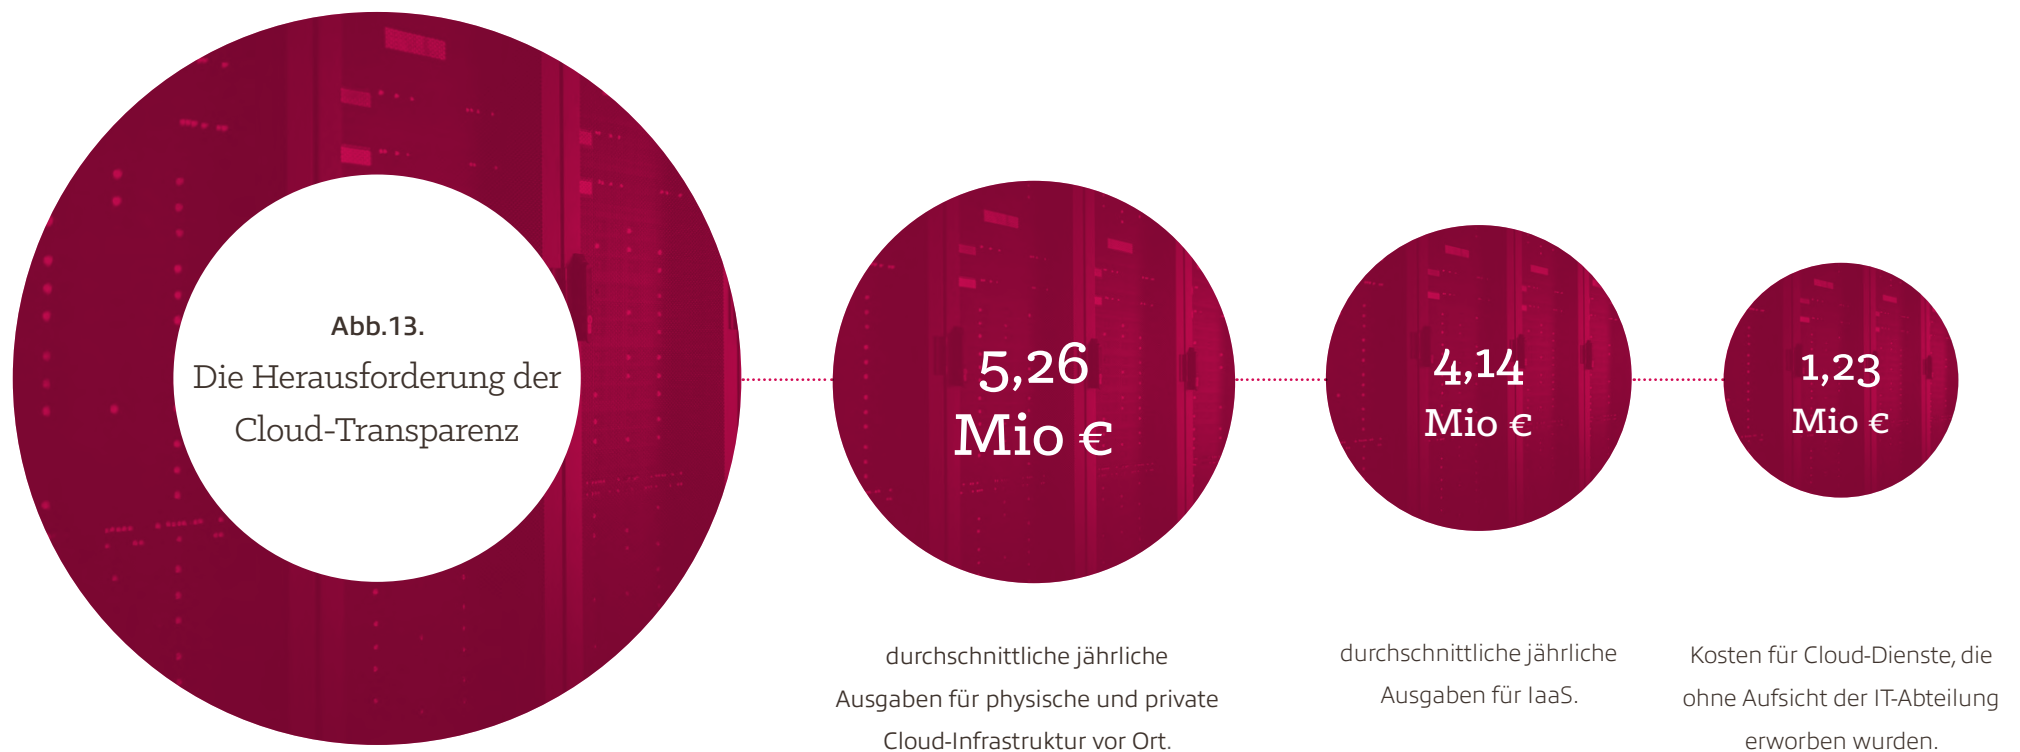 Abb.13.
Die Herausforderung der
Cloud-Transparenz
5,26
Mio €
durchschnittliche jährliche
Ausgaben für physische und private
Cloud-Infrastruktur vor Ort.
4,14
Mio €
durchschnittliche jährliche
Ausgaben für IaaS.
1,23
Mio €
Kosten für Cloud-Dienste, die
ohne Aufsicht der IT-Abteilung
erworben wurden.